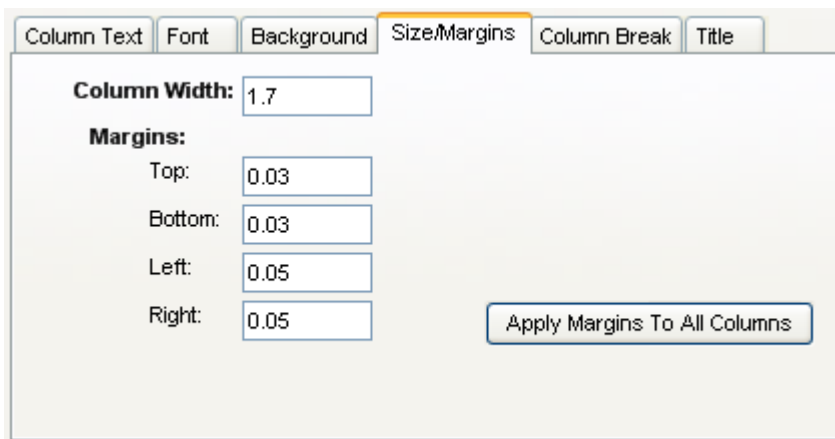 Column Text Font Background Size/Margins Column Break Title
Column Width: 1.7
Margins:
Top: 0.03
Bottom: 0.03
Left: 0.05
Right: 0.05 Apply Margins To All Columns